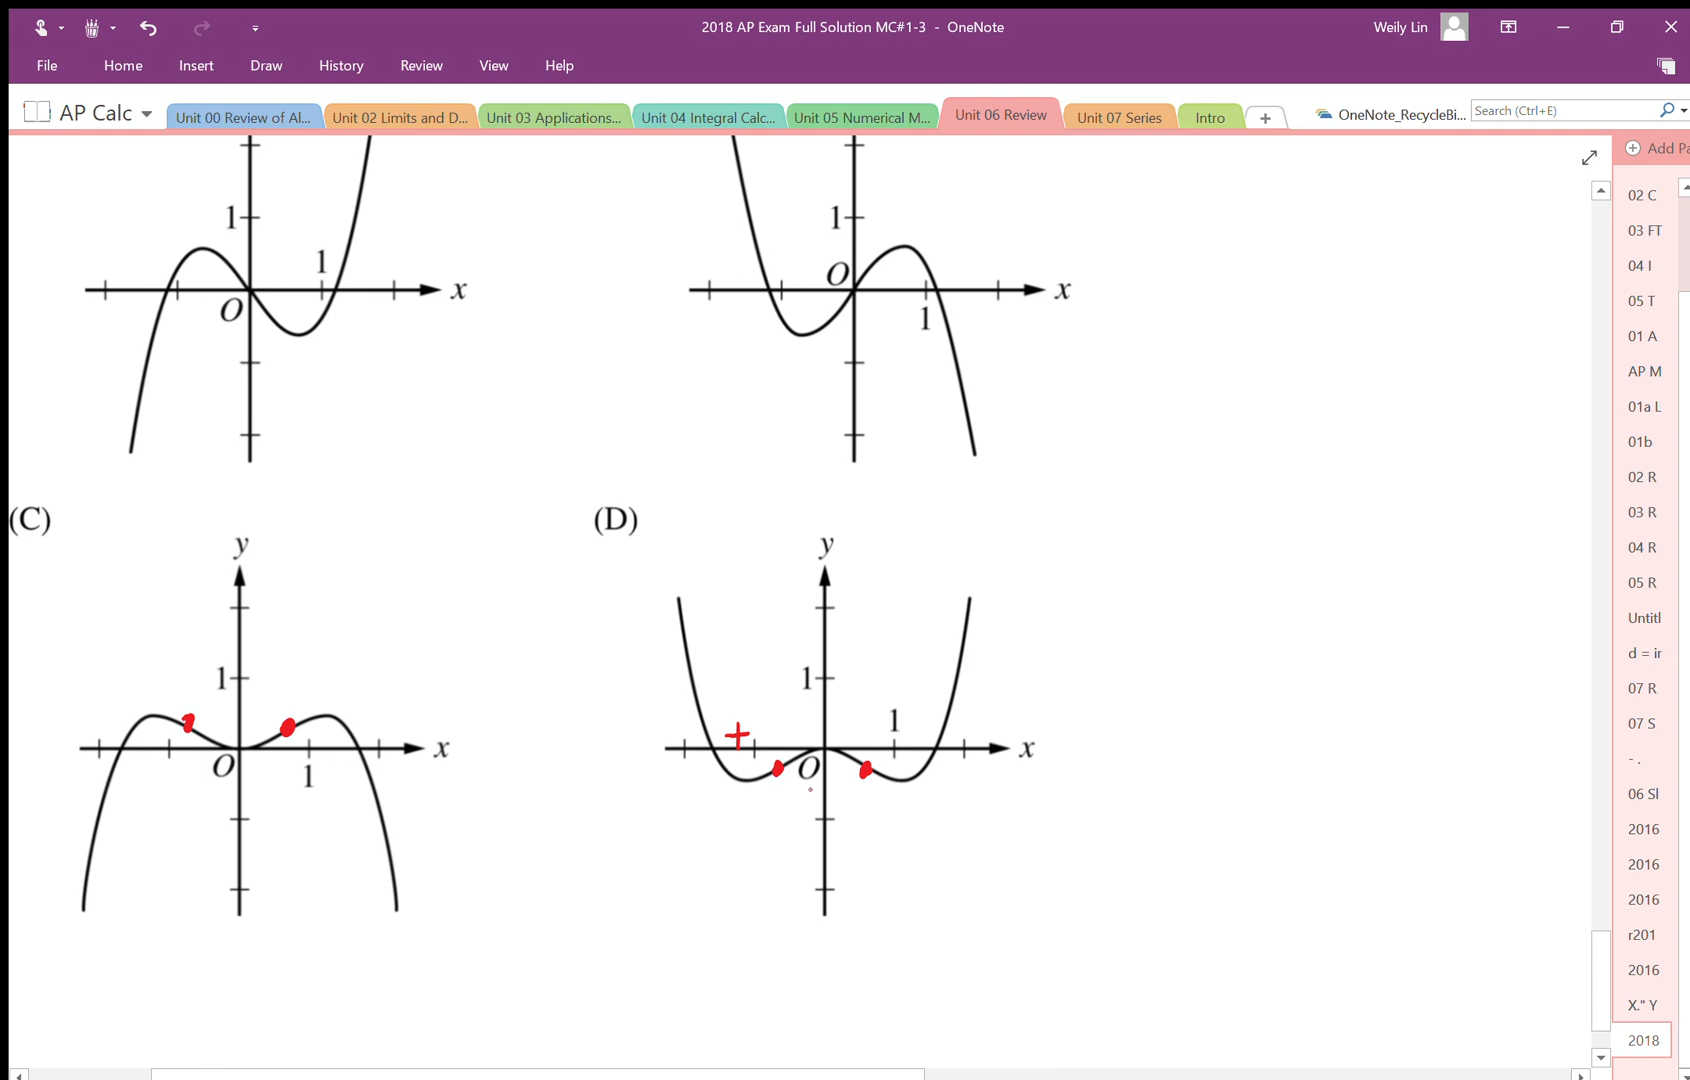 2018 AP Exam Full Solution MC#1-3 - OneNote
Weily Lin
File Home Insert Draw History Review View Help
AP Calc
Unit 00 Review of Al...
Unit 02 Limits and D...
Unit 03 Applications...
Unit 04 Integral Calc...
Unit 05 Numerical M...
Unit 06 Review
Unit 07 Series
Intro
+
OneNote_RecycleBi...
Search (Ctrl+E)
Add Pa
02 C
03 FT
04 I
05 T
01 A
AP M
01a L
01b
02 R
03 R
04 R
05 R
Untitl
d = ir
07 R
07 S
- .
06 Sl
2016
2016
2016
r201
2016
X." Y
2018
1
1
x
O
1
O
x
1
(C)
y
1
x
O
1
(D)
y
1
1
+
x
O